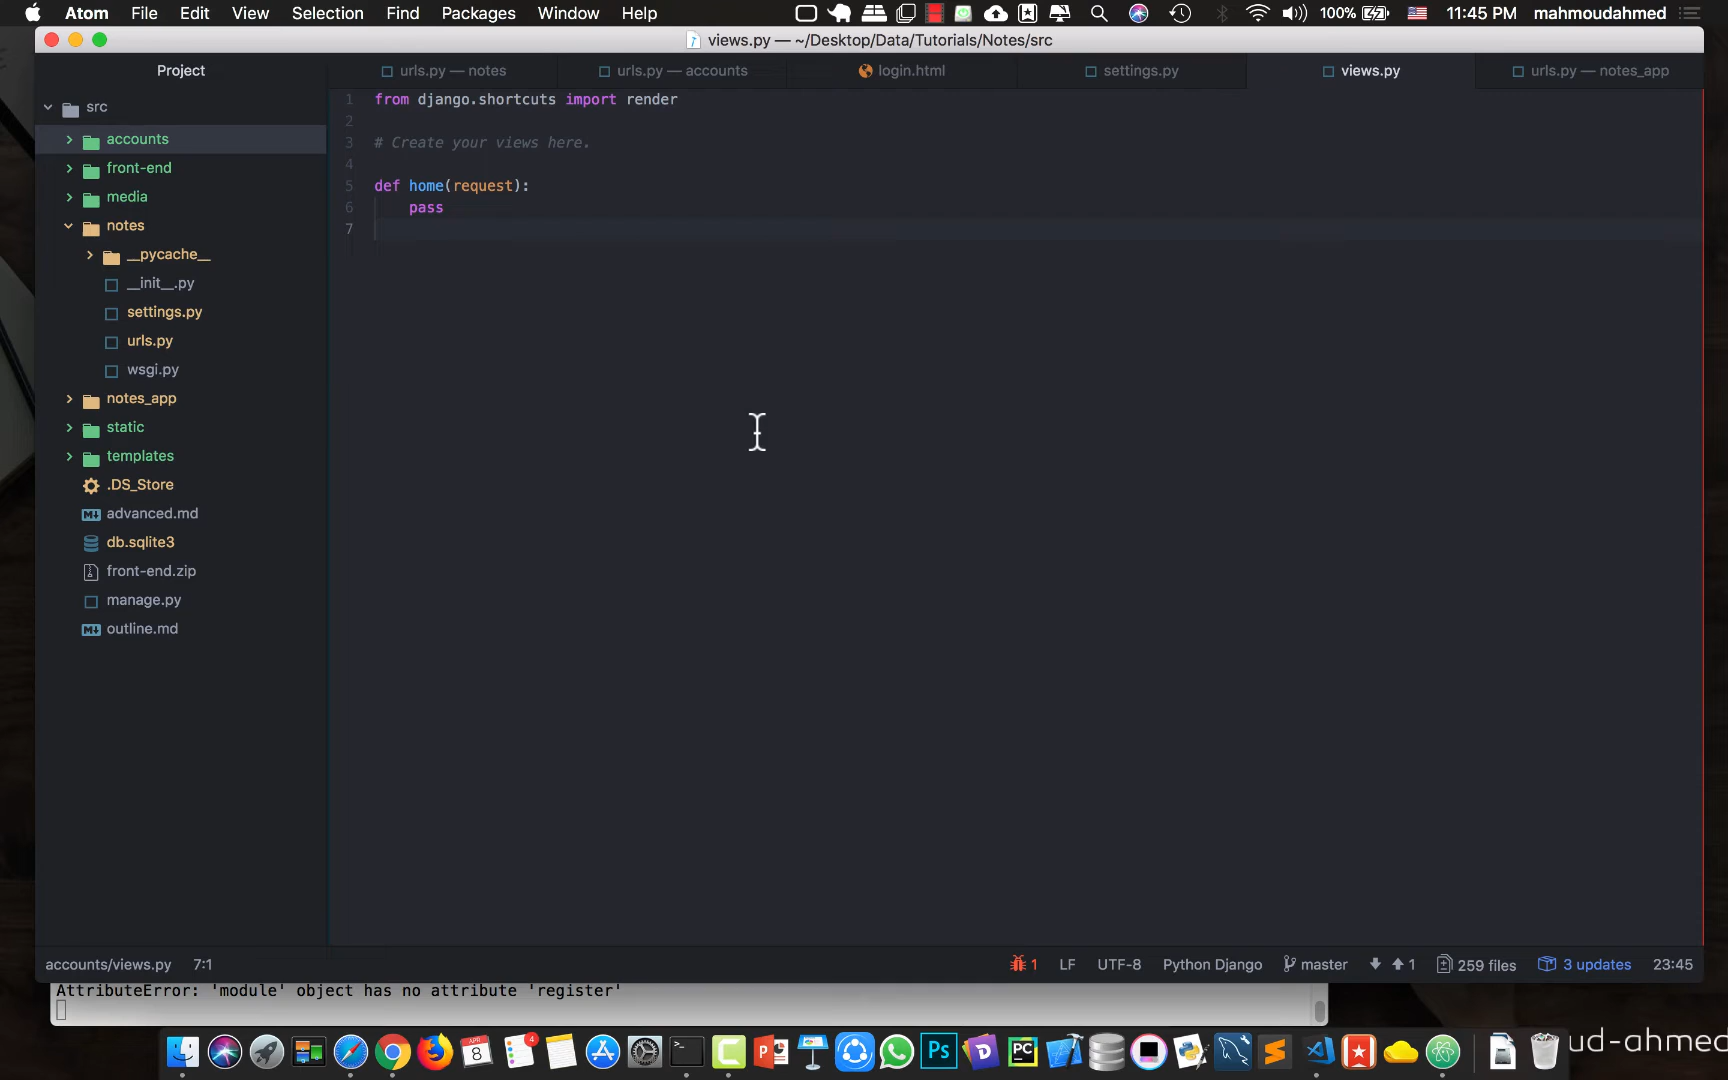 Atom File Edit View Selection Find Packages Window Help 100% 11:45 PM mahmoudahmed
views.py — ~/Desktop/Data/Tutorials/Notes/src
Project
urls.py — notes
urls.py — accounts
login.html
settings.py
views.py
urls.py — notes_app
src
accounts
front-end
media
notes
__pycache__
__init__.py
settings.py
urls.py
wsgi.py
notes_app
static
templates
.DS_Store
advanced.md
db.sqlite3
front-end.zip
manage.py
outline.md
1 from django.shortcuts import render
2
3 # Create your views here.
4
5 def home(request):
6 pass
7
accounts/views.py 7:1 1 LF UTF-8 Python Django master 1 259 files 3 updates 23:45
AttributeError: 'module' object has no attribute 'register'
APR
8
4
Ps
D
PC
ud-ahmed